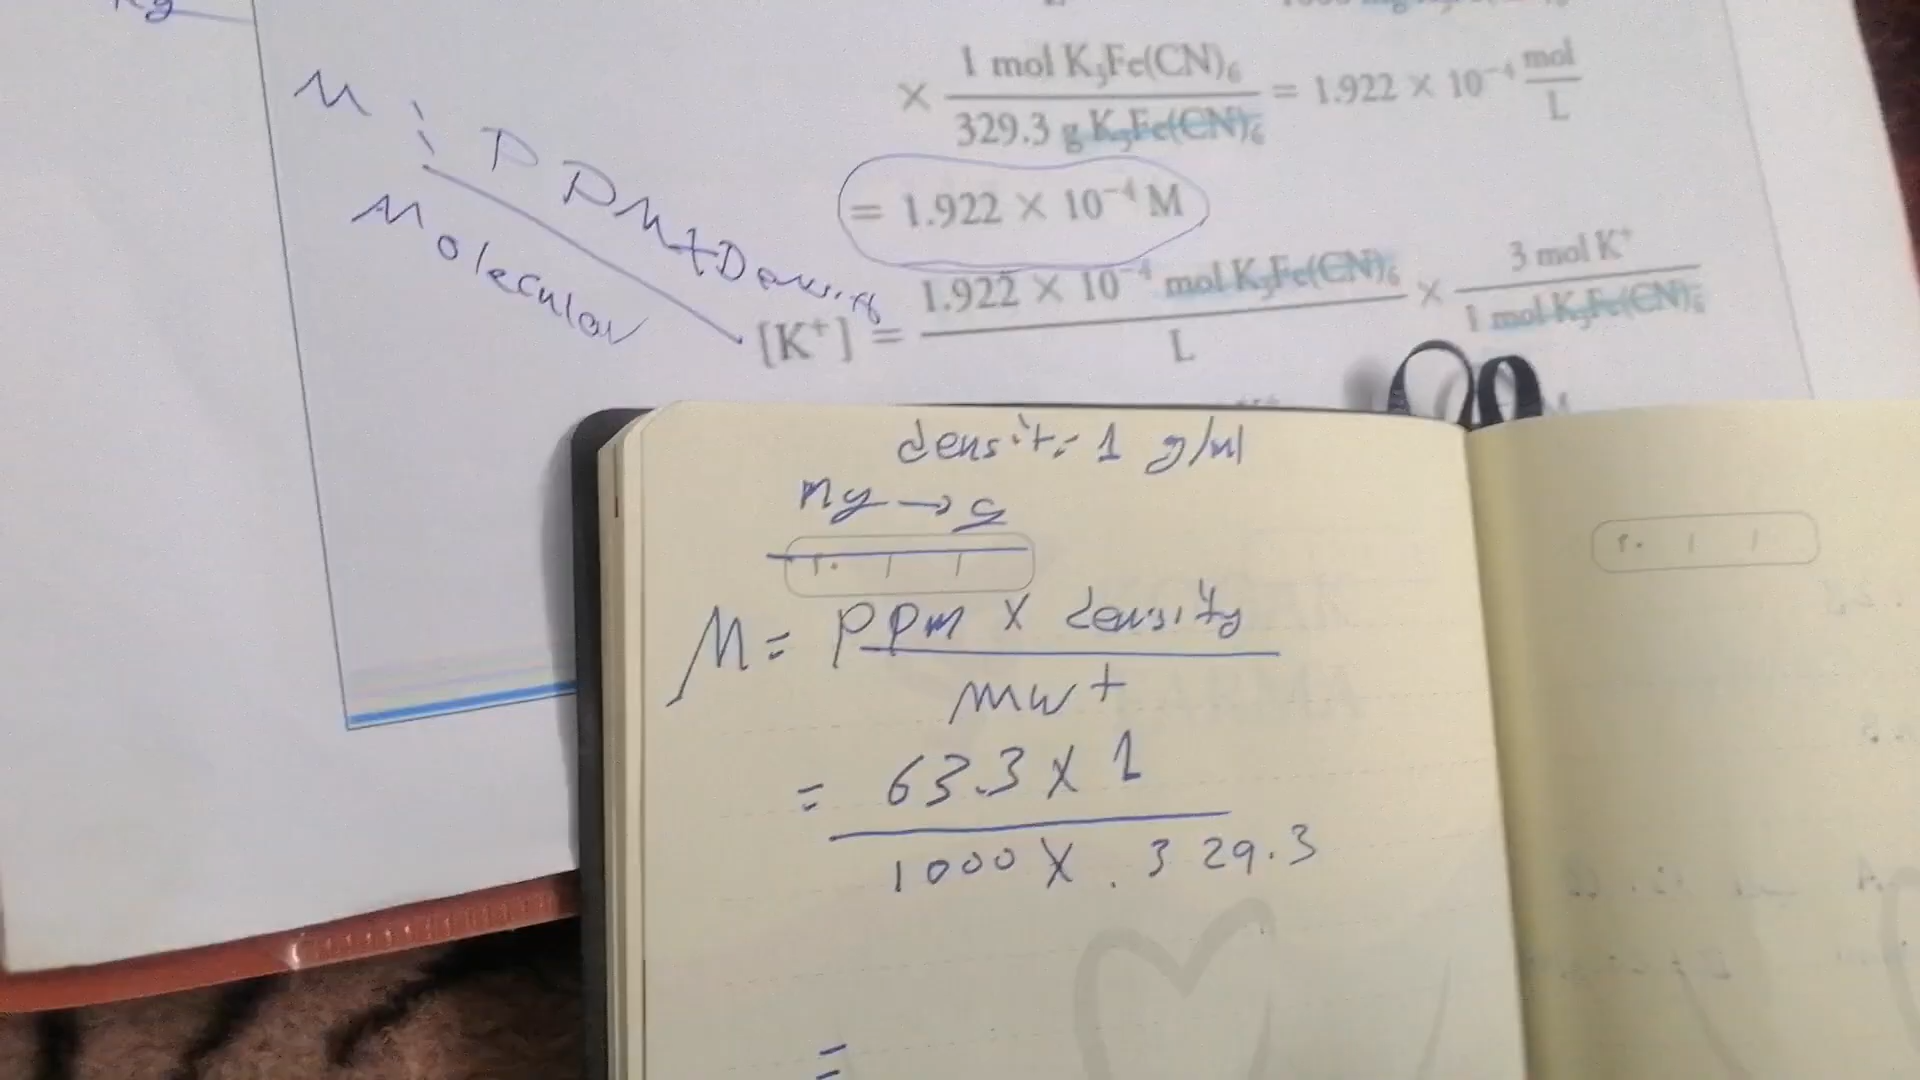 × 1 mol K₃Fe(CN)₆ / 329.3 g K₃Fe(CN)₆ = 1.922 × 10⁻⁴ mol / L
= 1.922 × 10⁻⁴ M
[K⁺] = 1.922 × 10⁻⁴ mol K₃Fe(CN)₆ / L × 3 mol K⁺ / 1 mol K₃Fe(CN)₆
M
PPM × Density
Molecular
density = 1 g/ml
mg → g
M = PPm × density
mwt
= 63.3 × 1
1000 × 329.3
=